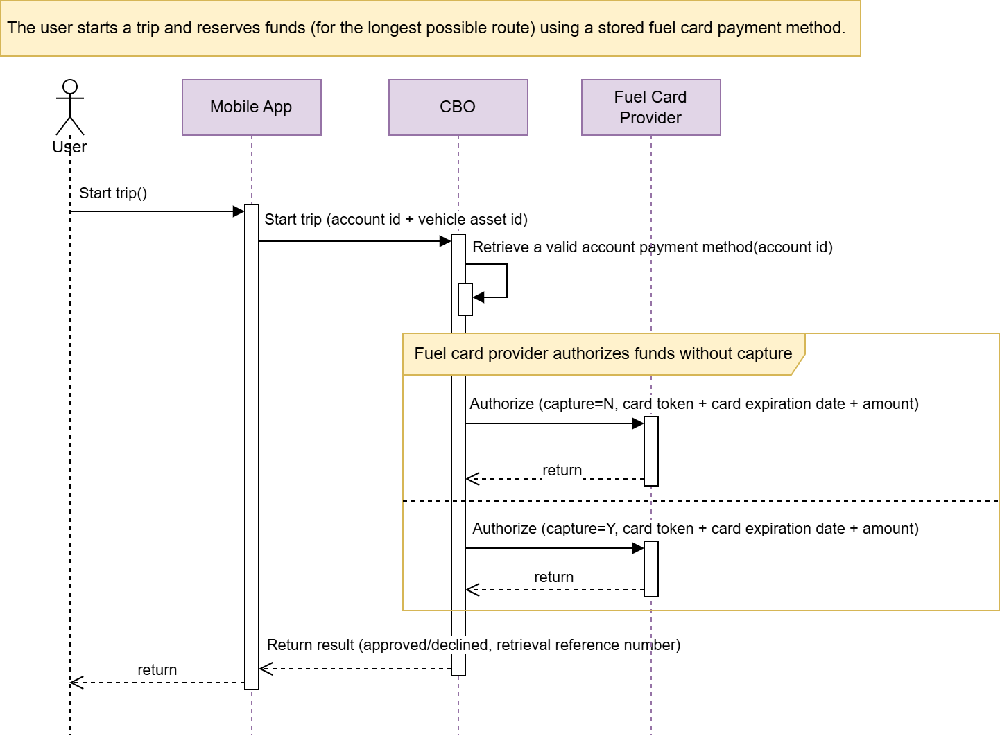 The user starts a trip and reserves funds (for the longest possible route) using a stored fuel card payment method.
Mobile App
CBO
Fuel Card
Provider
User
Start trip()
Start trip (account id + vehicle asset id)
Retrieve a valid account payment method(account id)
Fuel card provider authorizes funds without capture
Authorize (capture=N, card token + card expiration date + amount)
return
Authorize (capture=Y, card token + card expiration date + amount)
return
Return result (approved/declined, retrieval reference number)
return